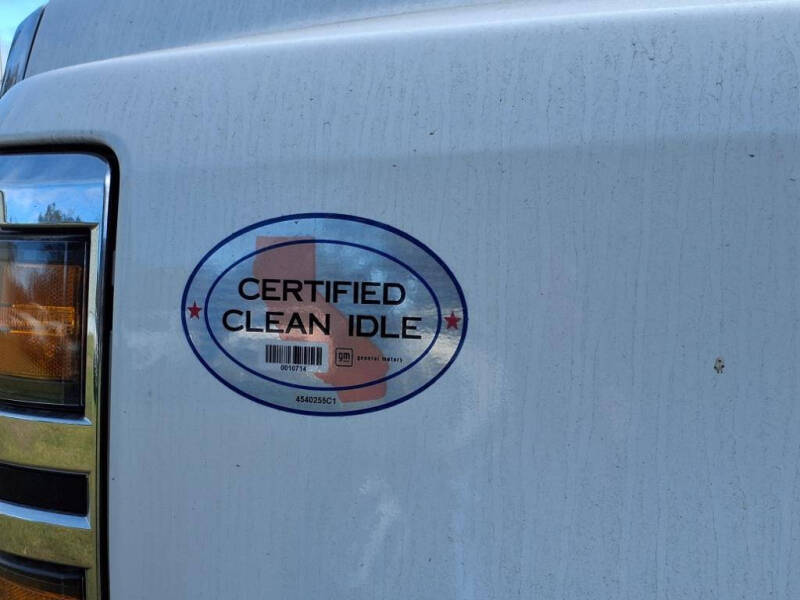 CERTIFIED
CLEAN IDLE
gm general motors
0010714
4540255C1